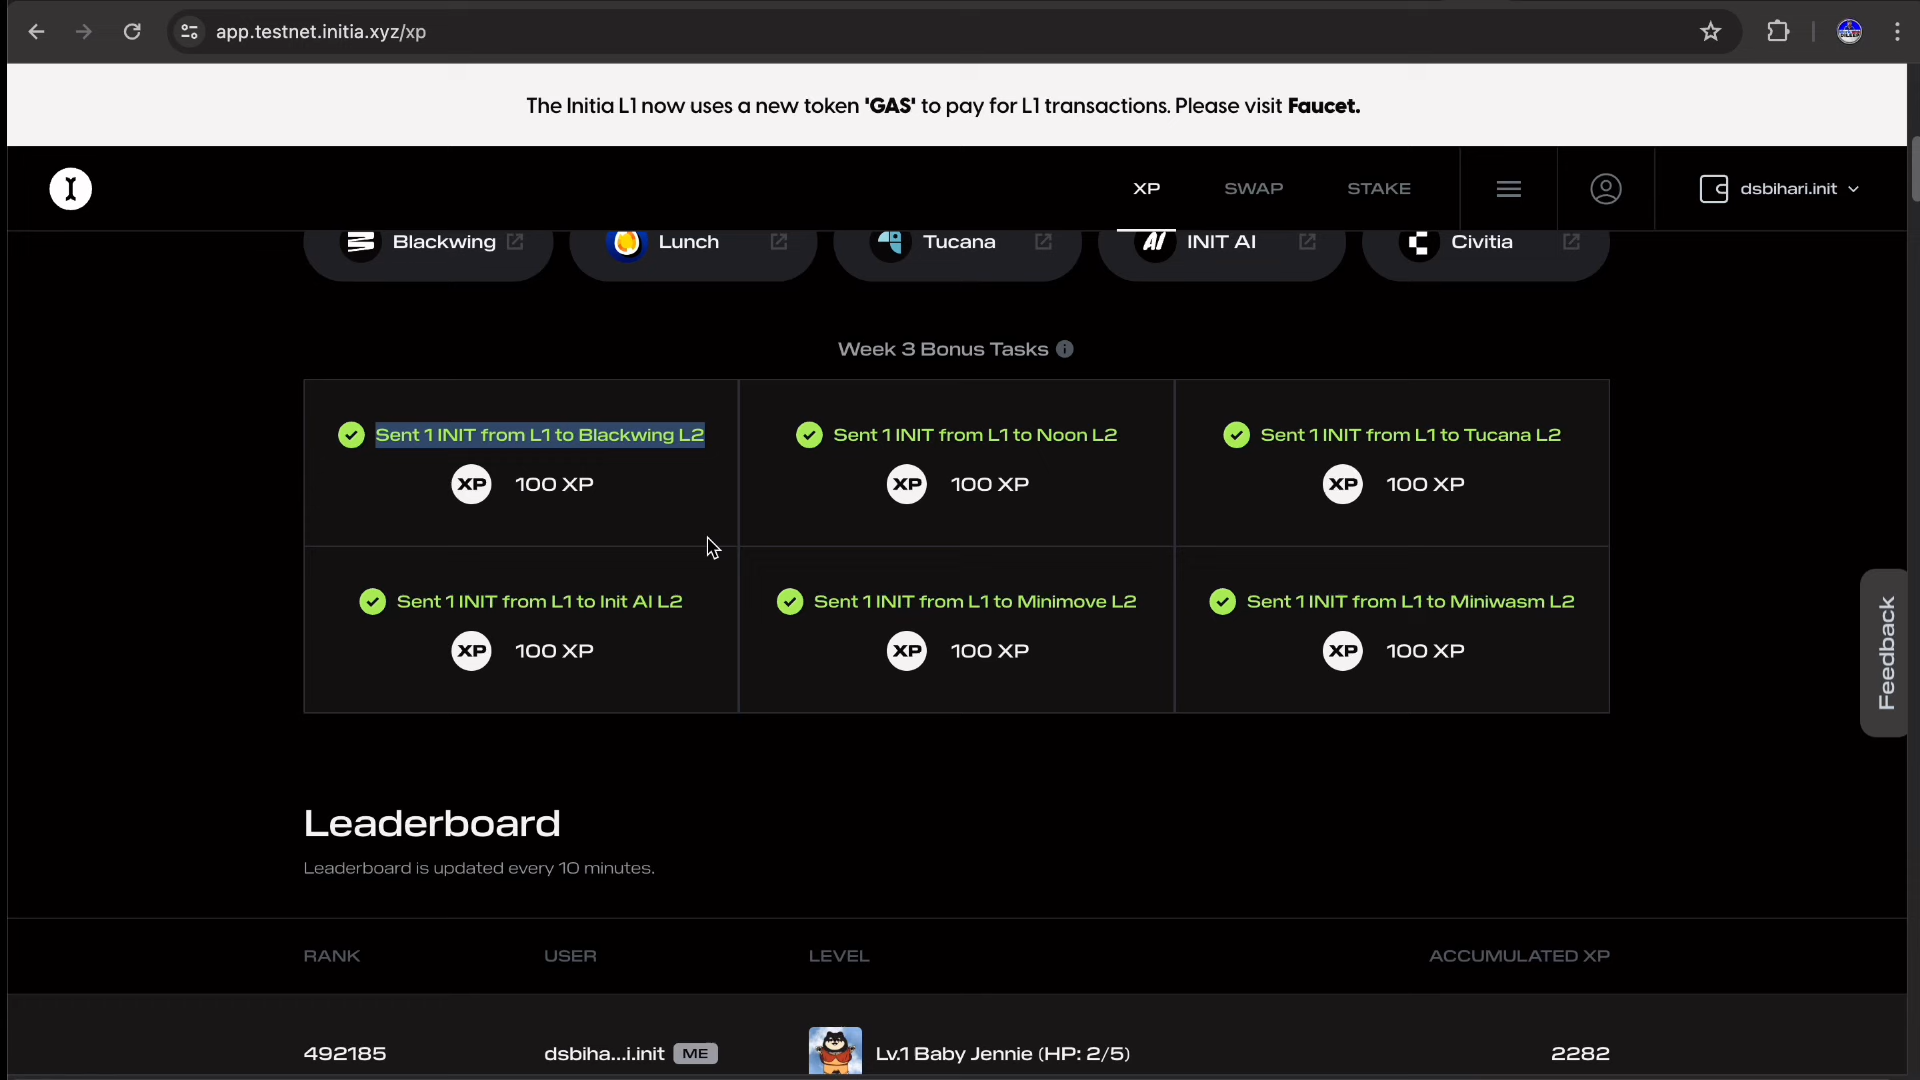 app.testnet.initia.xyz/xp
The Initia L1 now uses a new token 'GAS' to pay for L1 transactions. Please visit Faucet.
XP SWAP STAKE dsbihari.init
Blackwing Lunch Tucana INIT AI Civitia
Week 3 Bonus Tasks
Sent 1 INIT from L1 to Blackwing L2
XP 100 XP
Sent 1 INIT from L1 to Noon L2
XP 100 XP
Sent 1 INIT from L1 to Tucana L2
XP 100 XP
Sent 1 INIT from L1 to Init AI L2
XP 100 XP
Sent 1 INIT from L1 to Minimove L2
XP 100 XP
Sent 1 INIT from L1 to Miniwasm L2
XP 100 XP
Feedback
Leaderboard
Leaderboard is updated every 10 minutes.
RANK USER LEVEL ACCUMULATED XP
492185 dsbiha...i.init ME Lv.1 Baby Jennie (HP: 2/5) 2282